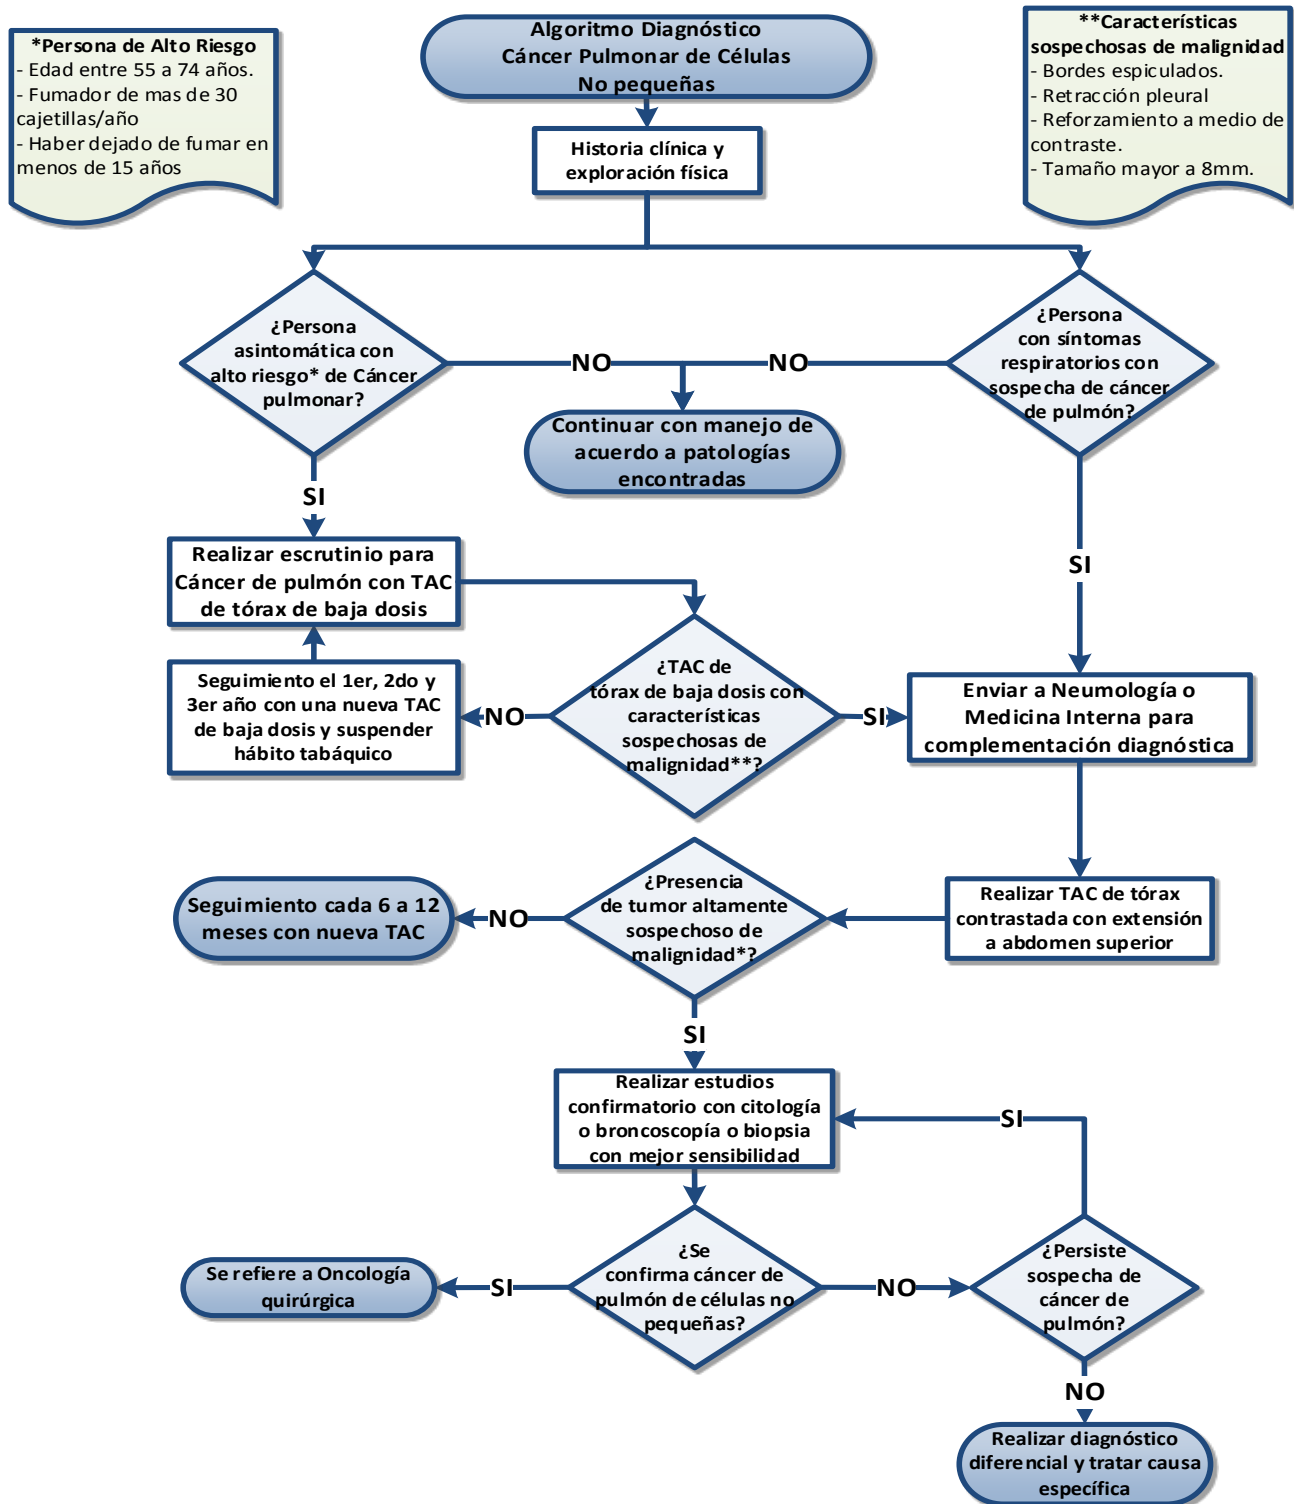 *Persona de Alto Riesgo
- Edad entre 55 a 74 años.
- Fumador de mas de 30
cajetillas/año
- Haber dejado de fumar en
menos de 15 años
Algoritmo Diagnóstico
Cáncer Pulmonar de Células
No pequeñas
**Características
sospechosas de malignidad
- Bordes espiculados.
- Retracción pleural
- Reforzamiento a medio de
contraste.
- Tamaño mayor a 8mm.
Historia clínica y
exploración física
¿Persona
asintomática con
alto riesgo* de Cáncer
pulmonar?
NO
NO
¿Persona
con síntomas
respiratorios con
sospecha de cáncer
de pulmón?
Continuar con manejo de
acuerdo a patologías
encontradas
SI
SI
Realizar escrutinio para
Cáncer de pulmón con TAC
de tórax de baja dosis
Seguimiento el 1er, 2do y
3er año con una nueva TAC
de baja dosis y suspender
hábito tabáquico
NO
¿TAC de
tórax de baja dosis con
características
sospechosas de
malignidad**?
SI
Enviar a Neumología o
Medicina Interna para
complementación diagnóstica
Seguimiento cada 6 a 12
meses con nueva TAC
NO
¿Presencia
de tumor altamente
sospechoso de
malignidad*?
Realizar TAC de tórax
contrastada con extensión
a abdomen superior
SI
Realizar estudios
confirmatorio con citología
o broncoscopía o biopsia
con mejor sensibilidad
SI
Se refiere a Oncología
quirúrgica
SI
¿Se
confirma cáncer de
pulmón de células no
pequeñas?
NO
¿Persiste
sospecha de
cáncer de
pulmón?
NO
Realizar diagnóstico
diferencial y tratar causa
específica